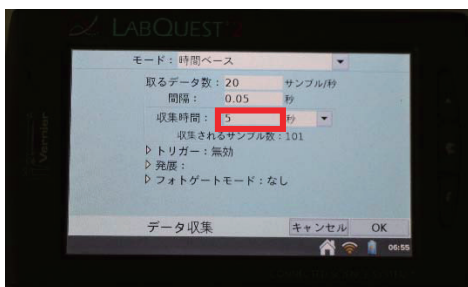 LABQUEST 2
モード： 時間ベース
取るデータ数： 20 サンプル/秒
間隔： 0.05 秒
収集時間： 5 秒
収集されるサンプル数：101
トリガー：無効
発展：
フォトゲートモード：なし
データ収集 キャンセル OK
06:55
Vernier